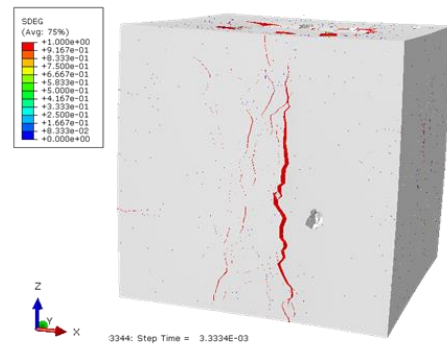 SDEG
(Avg: 75%)
+1.000e+00
+9.167e-01
+8.333e-01
+7.500e-01
+6.667e-01
+5.833e-01
+5.000e-01
+4.167e-01
+3.333e-01
+2.500e-01
+1.667e-01
+8.333e-02
+0.000e+00
Z
Y
X
3344: Step Time = 3.3334E-03